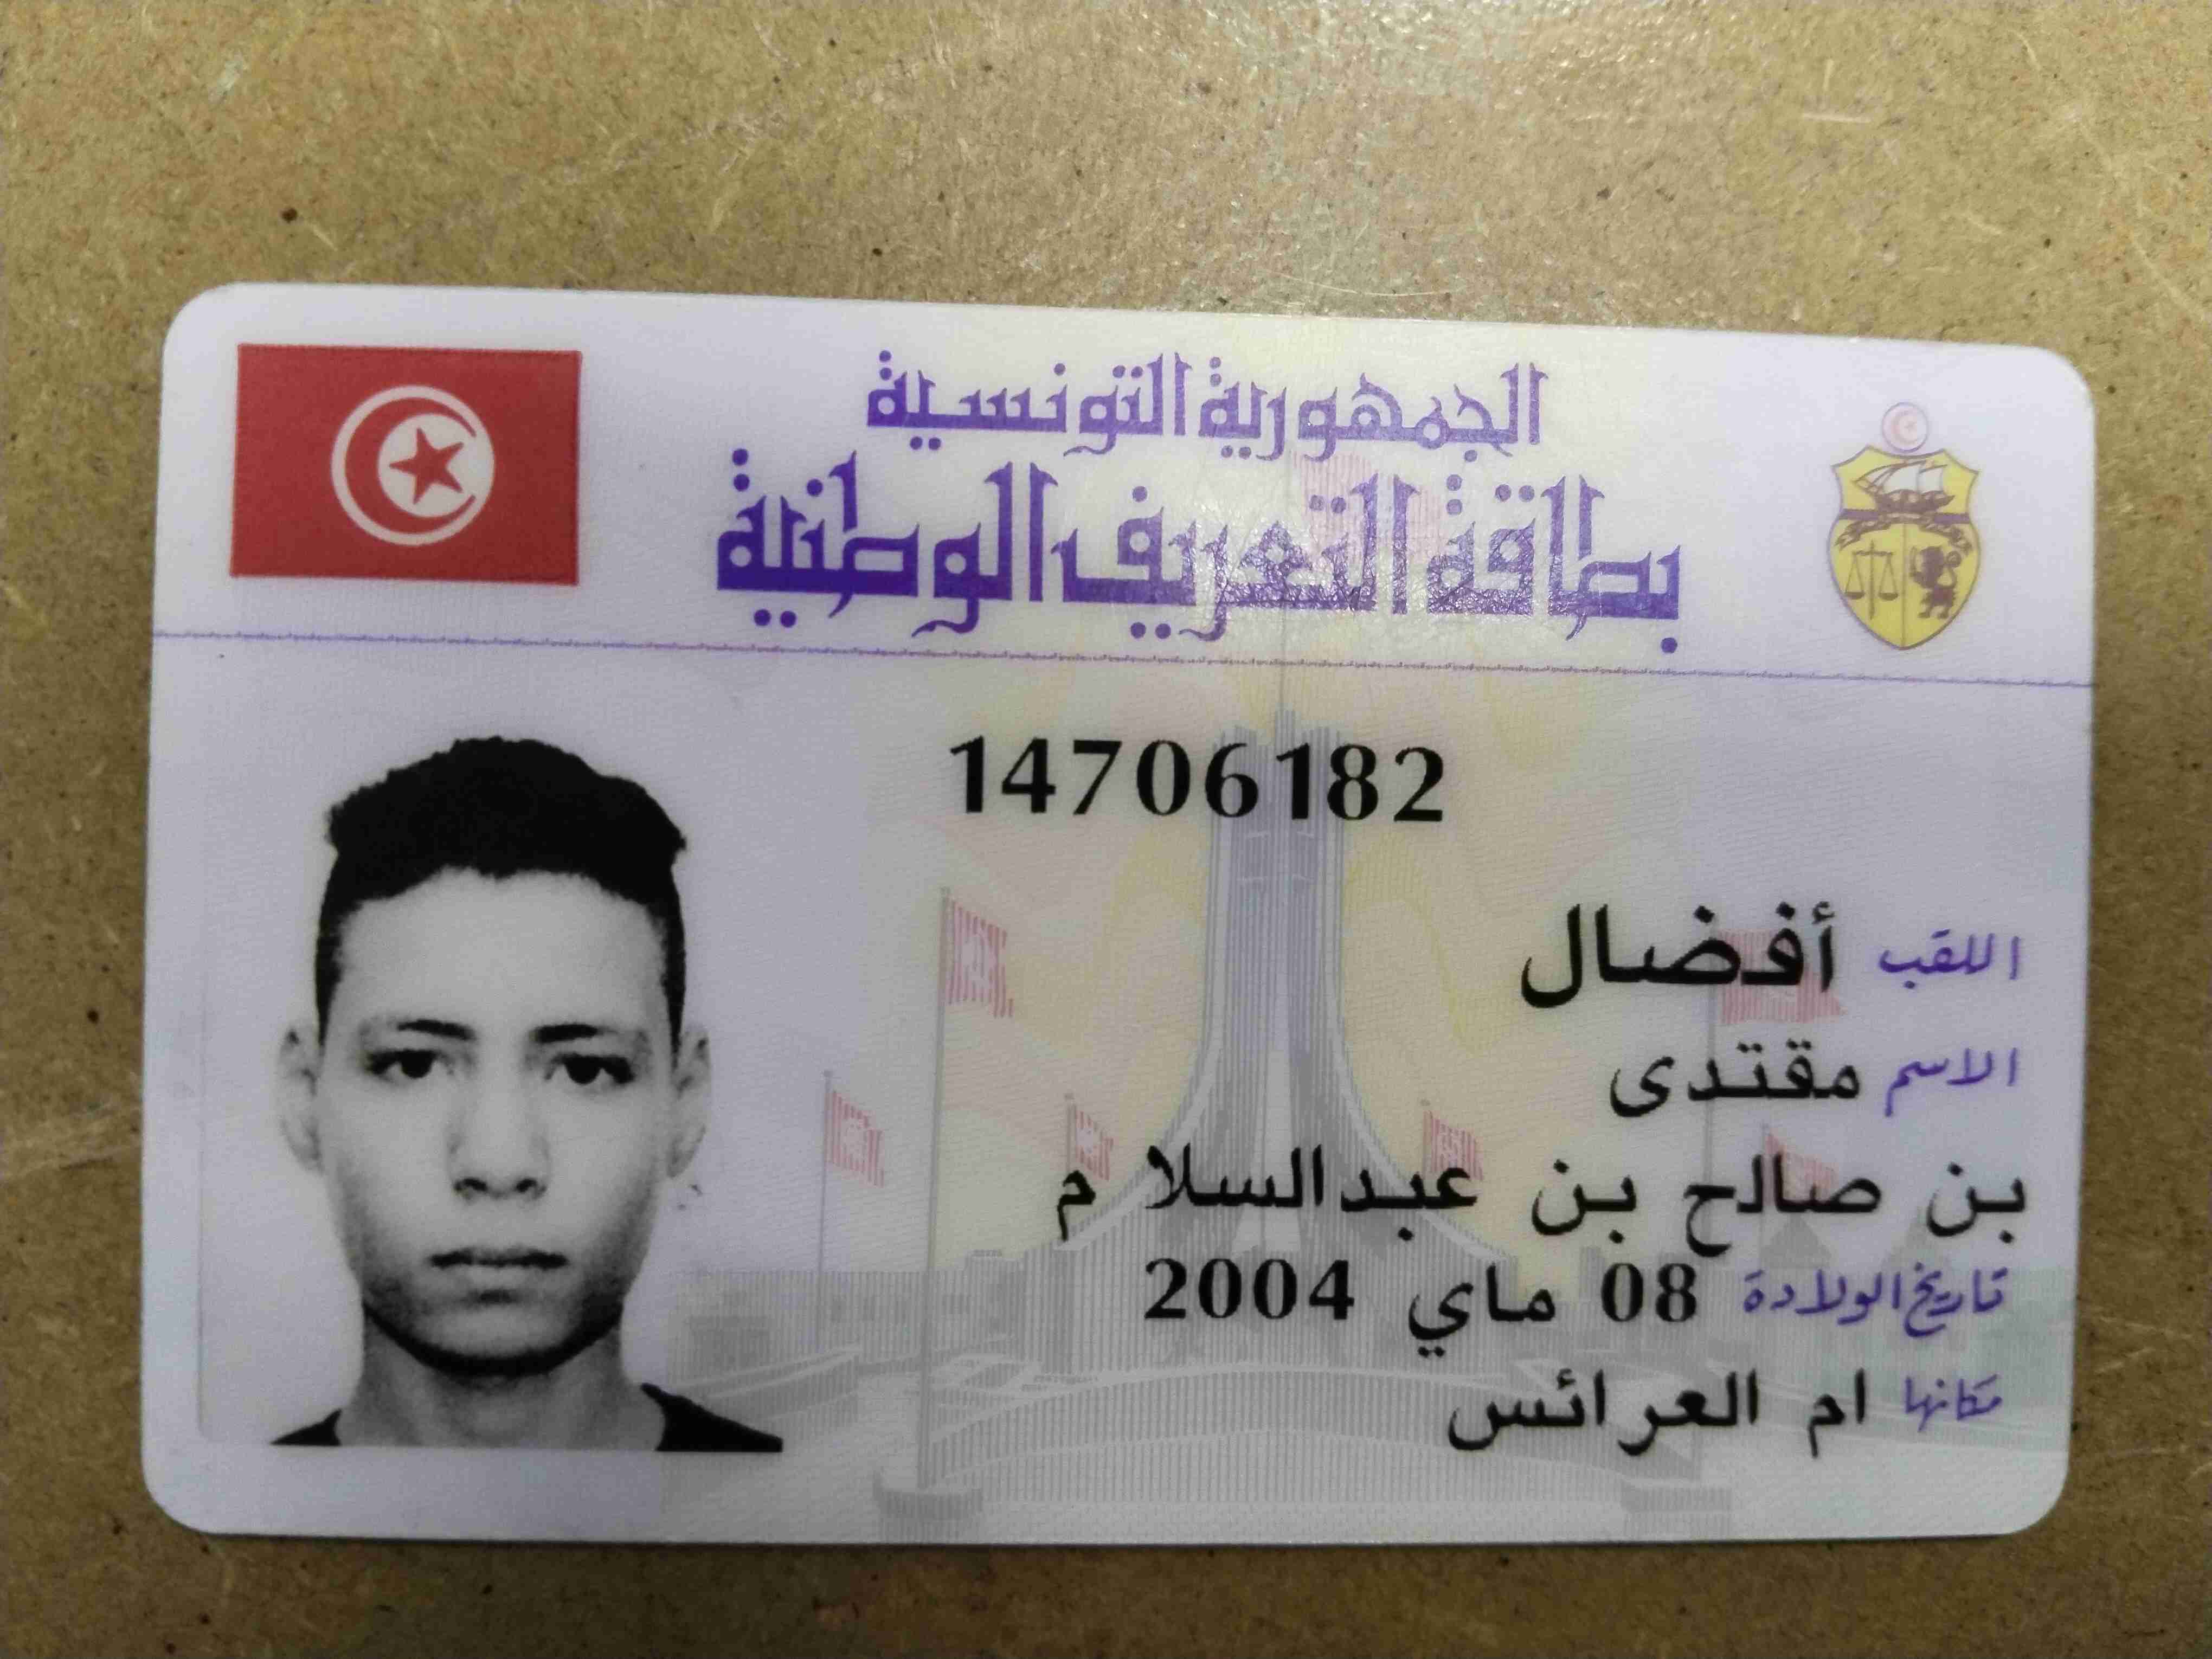 الجمهورية التونسية
بطاقة التعريف الوطنية
14706182
اللقب أفضال
الاسم مقتدى
بن صالح بن عبدالسلام
تاريخ الولادة 08 ماي 2004
مكانها ام العرائس